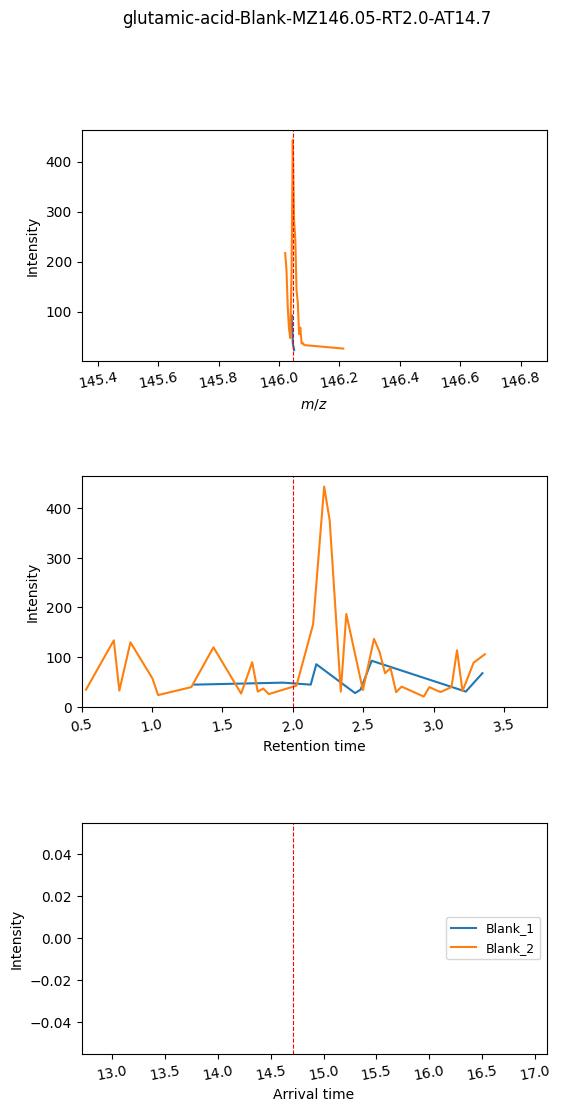 glutamic-acid-Blank-MZ146.05-RT2.0-AT14.7
400
300
200
100
Intensity
145.4 145.6 145.8 146.0 146.2 146.4 146.6 146.8
m/z
400
300
200
100
0
Intensity
0.5 1.0 1.5 2.0 2.5 3.0 3.5
Retention time
0.04
0.02
0.00
−0.02
−0.04
Intensity
Blank_1
Blank_2
13.0 13.5 14.0 14.5 15.0 15.5 16.0 16.5 17.0
Arrival time